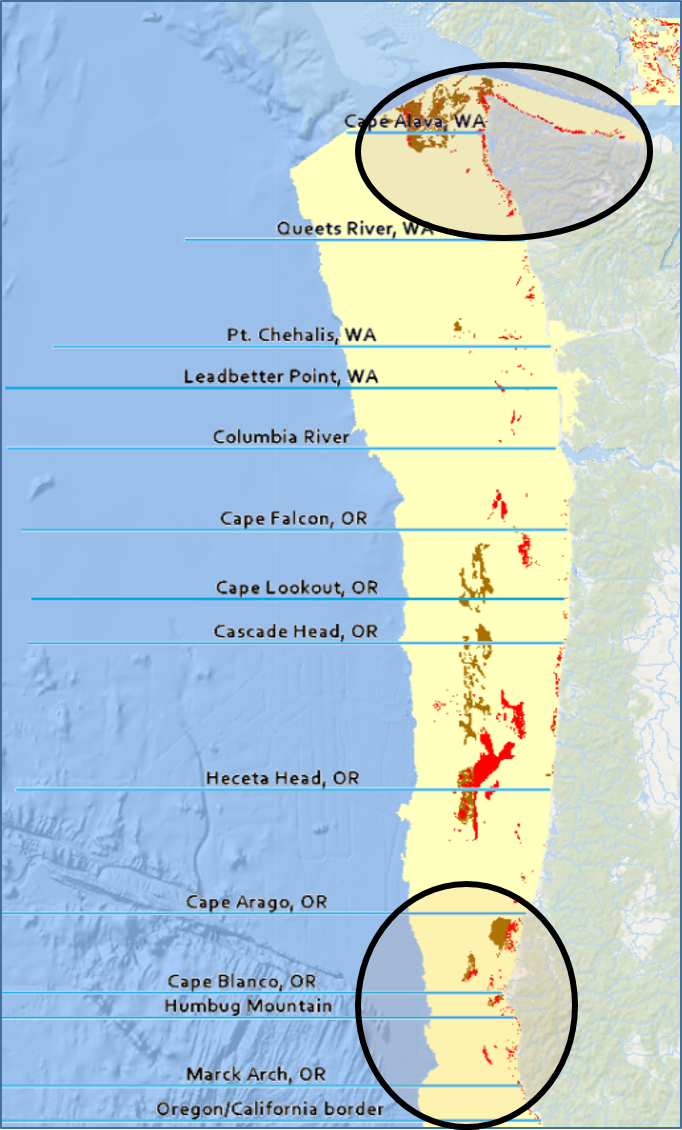 Cape Alava, WA
Queets River, WA
Pt. Chehalis, WA
Leadbetter Point, WA
Columbia River
Cape Falcon, OR
Cape Lookout, OR
Cascade Head, OR
Heceta Head, OR
Cape Arago, OR
Cape Blanco, OR
Humbug Mountain
Marck Arch, OR
Oregon/California border